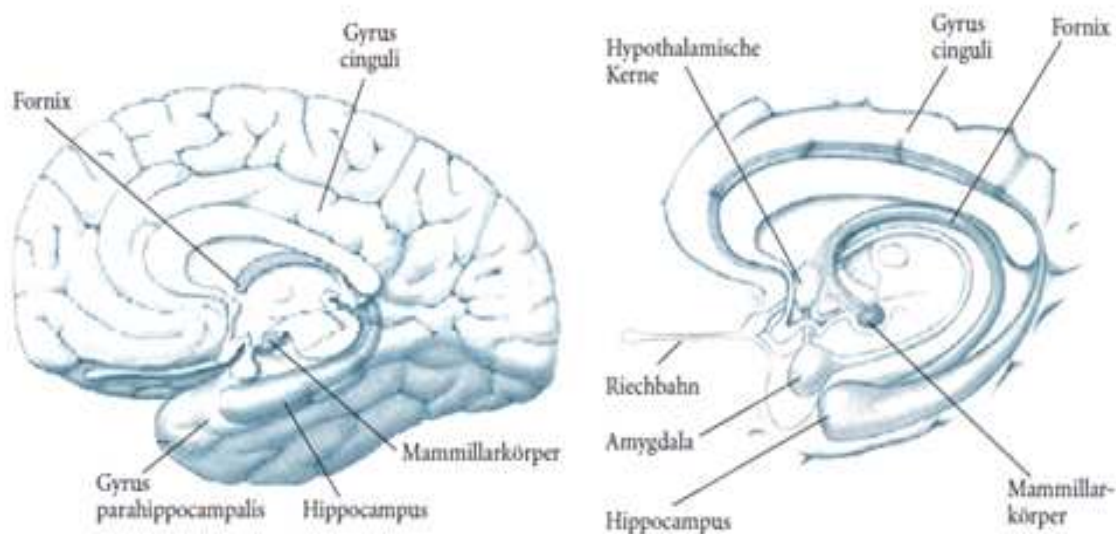 Gyrus
cinguli
Fornix
Mammillarkörper
Gyrus
parahippocampalis
Hippocampus
Hypothalamische
Kerne
Gyrus
cinguli
Fornix
Riechbahn
Amygdala
Mammillar-
körper
Hippocampus